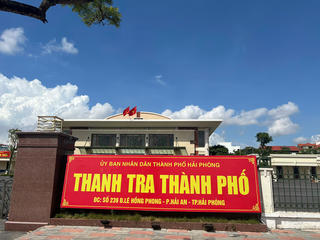 ỦY BAN NHÂN DÂN THÀNH PHỐ HẢI PHÒNG
THANH TRA THÀNH PHỐ
ĐC: SỐ 239 Đ.LÊ HỒNG PHONG - P.HẢI AN - TP.HẢI PHÒNG